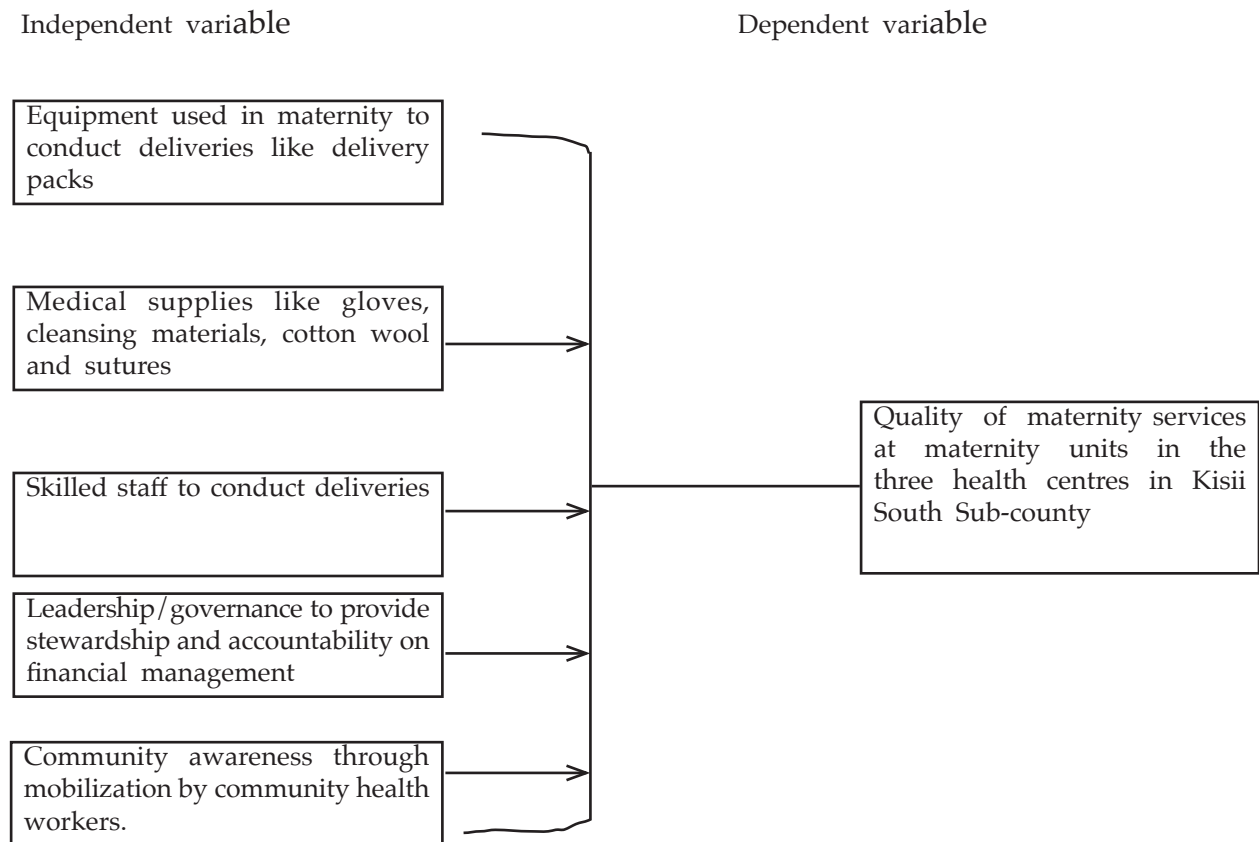 Independent variable
Dependent variable
Equipment used in maternity to
conduct deliveries like delivery
packs
Medical supplies like gloves,
cleansing materials, cotton wool
and sutures
Skilled staff to conduct deliveries
Leadership/governance to provide
stewardship and accountability on
financial management
Community awareness through
mobilization by community health
workers.
Quality of maternity services
at maternity units in the
three health centres in Kisii
South Sub-county